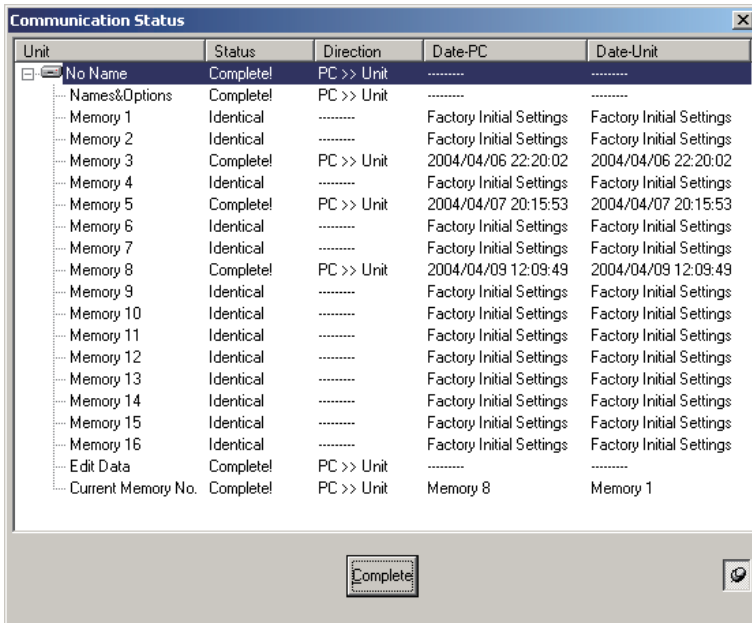 Communication Status
Unit Status Direction Date-PC Date-Unit
No Name Complete! PC >> Unit --------- ---------
Names&Options Complete! PC >> Unit --------- ---------
Memory 1 Identical --------- Factory Initial Settings Factory Initial Settings
Memory 2 Identical --------- Factory Initial Settings Factory Initial Settings
Memory 3 Complete! PC >> Unit 2004/04/06 22:20:02 2004/04/06 22:20:02
Memory 4 Identical --------- Factory Initial Settings Factory Initial Settings
Memory 5 Complete! PC >> Unit 2004/04/07 20:15:53 2004/04/07 20:15:53
Memory 6 Identical --------- Factory Initial Settings Factory Initial Settings
Memory 7 Identical --------- Factory Initial Settings Factory Initial Settings
Memory 8 Complete! PC >> Unit 2004/04/09 12:09:49 2004/04/09 12:09:49
Memory 9 Identical --------- Factory Initial Settings Factory Initial Settings
Memory 10 Identical --------- Factory Initial Settings Factory Initial Settings
Memory 11 Identical --------- Factory Initial Settings Factory Initial Settings
Memory 12 Identical --------- Factory Initial Settings Factory Initial Settings
Memory 13 Identical --------- Factory Initial Settings Factory Initial Settings
Memory 14 Identical --------- Factory Initial Settings Factory Initial Settings
Memory 15 Identical --------- Factory Initial Settings Factory Initial Settings
Memory 16 Identical --------- Factory Initial Settings Factory Initial Settings
Edit Data Complete! PC >> Unit --------- ---------
Current Memory No. Complete! PC >> Unit Memory 8 Memory 1
Complete